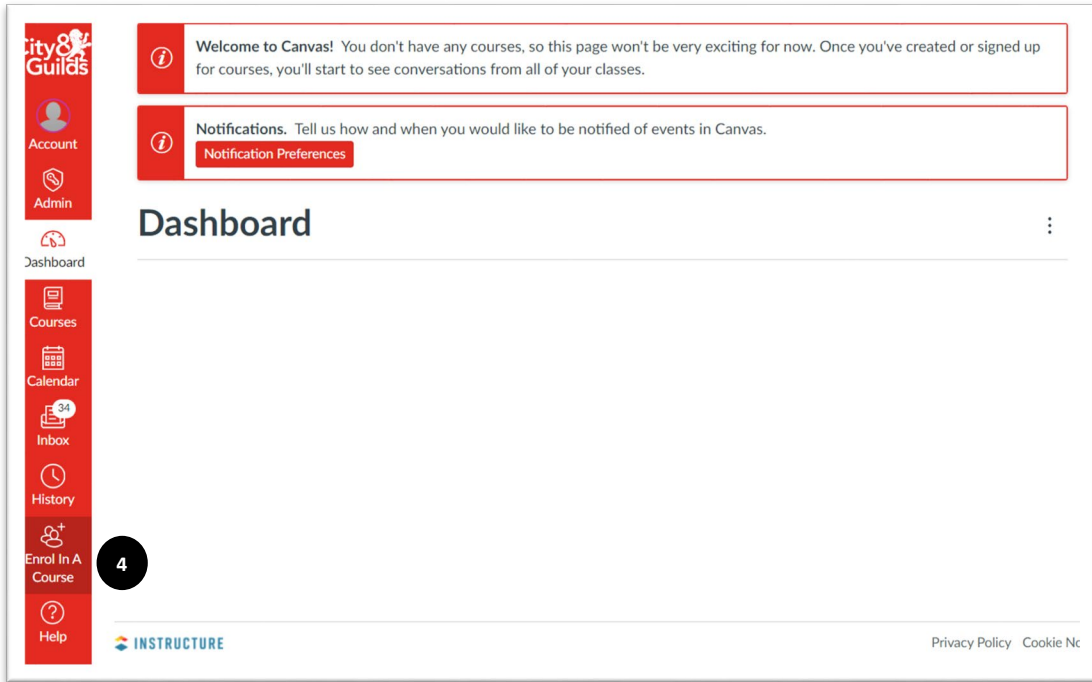 City&
Guilds
Account
Admin
Dashboard
Courses
Calendar
34
Inbox
History
Enrol In A
Course
4
Help
Welcome to Canvas! You don't have any courses, so this page won't be very exciting for now. Once you've created or signed up
for courses, you'll start to see conversations from all of your classes.
Notifications. Tell us how and when you would like to be notified of events in Canvas.
Notification Preferences
Dashboard
INSTRUCTURE
Privacy Policy Cookie No